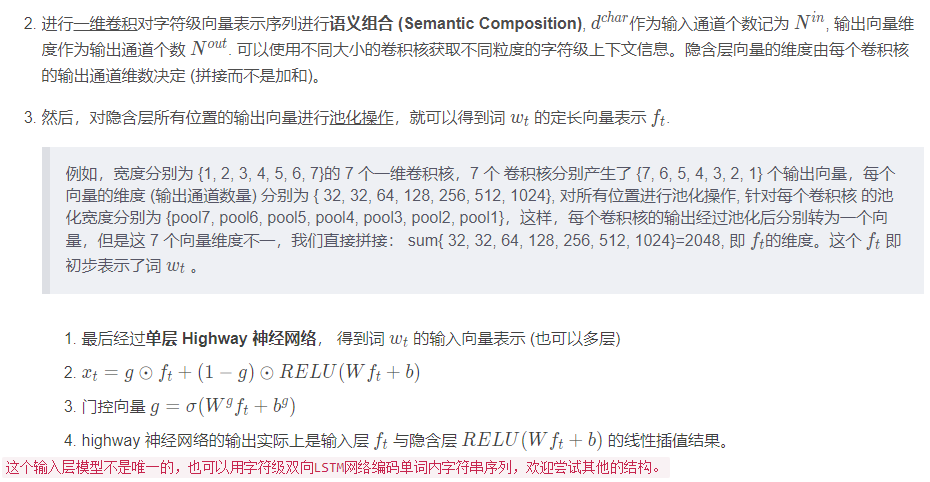 2. 进行一维卷积对字符级向量表示序列进行语义组合 (Semantic Composition), d^{char}作为输入通道个数记为 N^{in}, 输出向量维
度作为输出通道个数 N^{out}. 可以使用不同大小的卷积核获取不同粒度的字符级上下文信息。隐含层向量的维度由每个卷积核
的输出通道维数决定 (拼接而不是加和)。
3. 然后，对隐含层所有位置的输出向量进行池化操作，就可以得到词 w_t 的定长向量表示 f_t.
例如，宽度分别为 {1, 2, 3, 4, 5, 6, 7}的 7 个一维卷积核，7 个 卷积核分别产生了 {7, 6, 5, 4, 3, 2, 1} 个输出向量，每个
向量的维度 (输出通道数量) 分别为 { 32, 32, 64, 128, 256, 512, 1024}, 对所有位置进行池化操作, 针对每个卷积核 的池
化宽度分别为 {pool7, pool6, pool5, pool4, pool3, pool2, pool1}，这样，每个卷积核的输出经过池化后分别转为一个向
量，但是这 7 个向量维度不一，我们直接拼接： sum{ 32, 32, 64, 128, 256, 512, 1024}=2048, 即 f_t的维度。这个 f_t 即
初步表示了词 w_t 。
1. 最后经过单层 Highway 神经网络， 得到词 w_t 的输入向量表示 (也可以多层)
2. x_t = g ⊙ f_t + (1 − g) ⊙ RELU(Wf_t + b)
3. 门控向量 g = σ(W^g f_t + b^g)
4. highway 神经网络的输出实际上是输入层 f_t 与隐含层 RELU(Wf_t + b) 的线性插值结果。
这个输入层模型不是唯一的，也可以用字符级双向LSTM网络编码单词内字符串序列，欢迎尝试其他的结构。